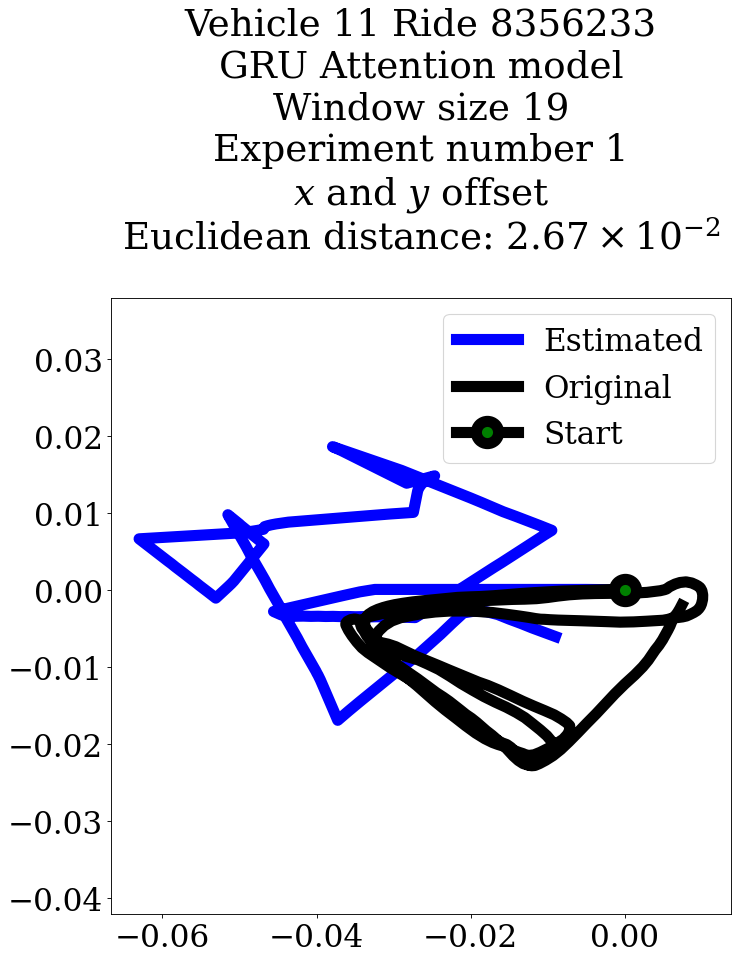 Vehicle 11 Ride 8356233
GRU Attention model
Window size 19
Experiment number 1
x and y offset
Euclidean distance: 2.67 × 10⁻²
Estimated
Original
Start
0.03
0.02
0.01
0.00
−0.01
−0.02
−0.03
−0.04
−0.06
−0.04
−0.02
0.00